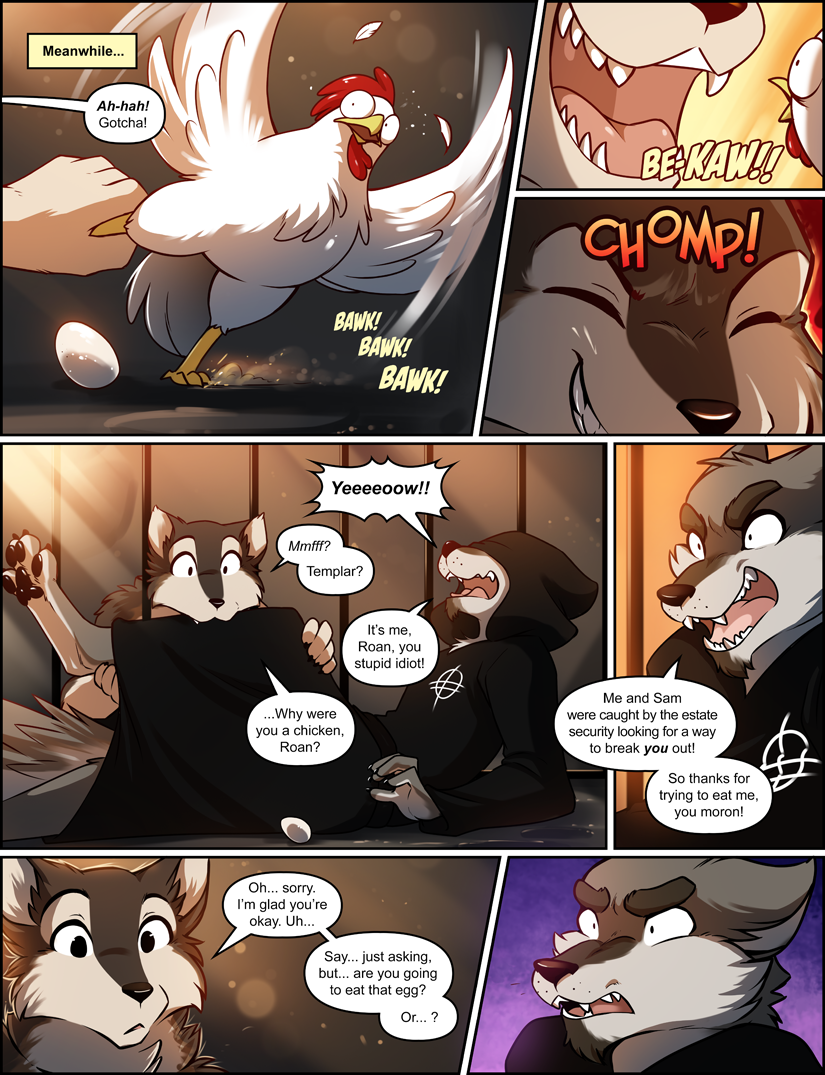 Meanwhile...
Ah-hah!
Gotcha!
BAWK!
BAWK!
BAWK!
BE-KAW!!
CHOMP!
Yeeeeoow!!
Mmfff?
Templar?
It's me,
Roan, you
stupid idiot!
...Why were
you a chicken,
Roan?
Me and Sam
were caught by the estate
security looking for a way
to break you out!
So thanks for
trying to eat me,
you moron!
Oh... sorry.
I'm glad you're
okay. Uh...
Say... just asking,
but... are you going
to eat that egg?
Or... ?